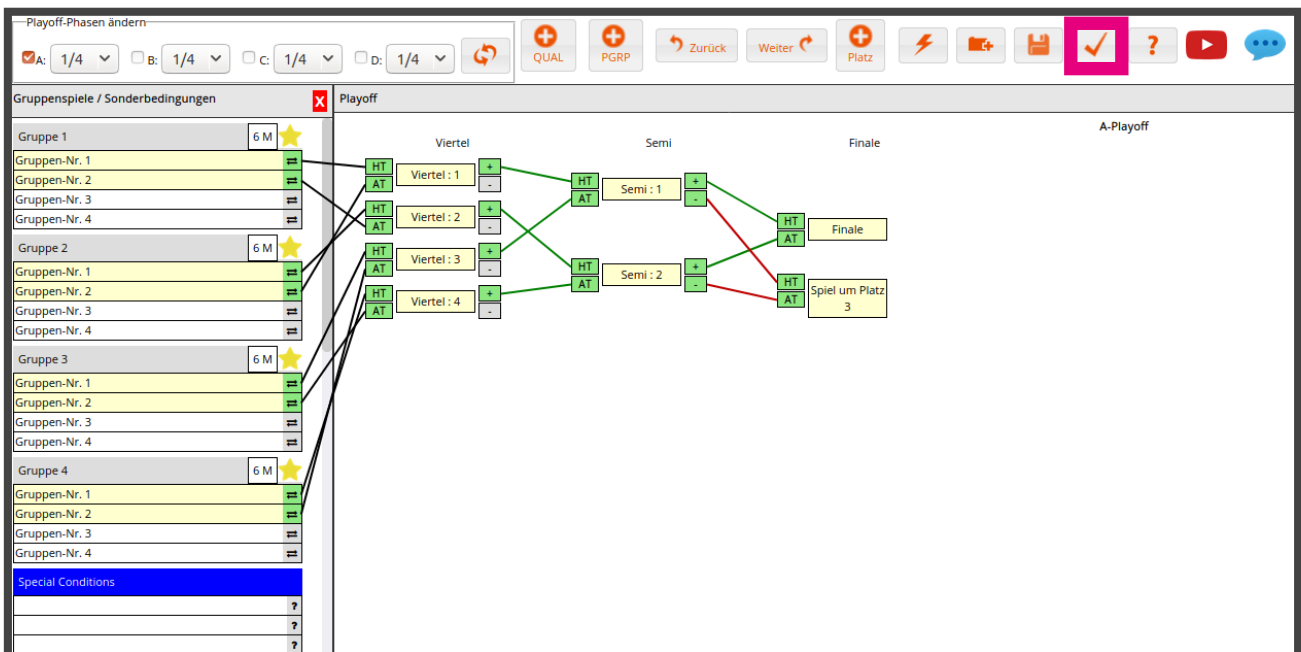 Playoff-Phasen ändern
A: 1/4 B: 1/4 C: 1/4 D: 1/4
QUAL PGRP Zurück Weiter Platz ?
Gruppenspiele / Sonderbedingungen X Playoff
A-Playoff
Viertel Semi Finale
Gruppe 1 6 M
Gruppen-Nr. 1
Gruppen-Nr. 2
Gruppen-Nr. 3
Gruppen-Nr. 4
Gruppe 2 6 M
Gruppen-Nr. 1
Gruppen-Nr. 2
Gruppen-Nr. 3
Gruppen-Nr. 4
Gruppe 3 6 M
Gruppen-Nr. 1
Gruppen-Nr. 2
Gruppen-Nr. 3
Gruppen-Nr. 4
Gruppe 4 6 M
Gruppen-Nr. 1
Gruppen-Nr. 2
Gruppen-Nr. 3
Gruppen-Nr. 4
Special Conditions
?
?
?
HT Viertel : 1 +
AT -
HT Viertel : 2 +
AT -
HT Viertel : 3 +
AT -
HT Viertel : 4 +
AT -
HT Semi : 1 +
AT -
HT Semi : 2 +
AT -
HT Finale
AT
HT Spiel um Platz
AT 3